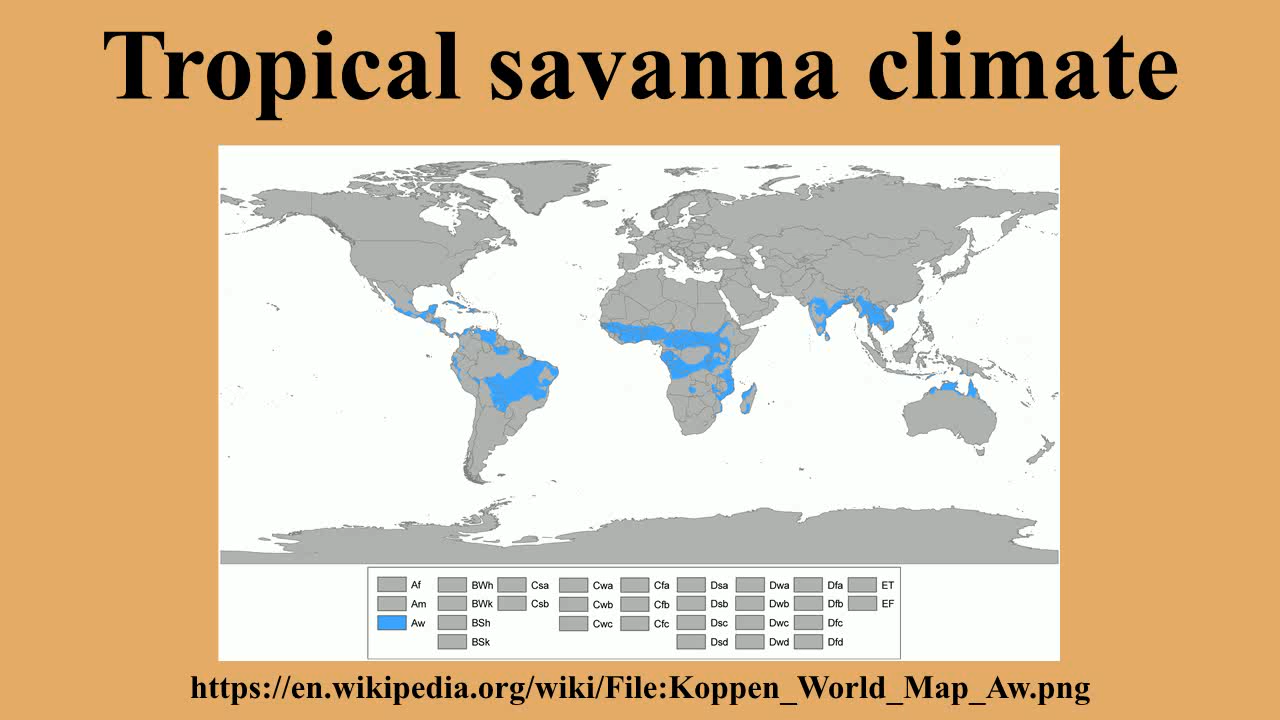 Tropical savanna climate
Af BWh Csa Cwa Cfa Dsa Dwa Dfa ET
Am BWk Csb Cwb Cfb Dsb Dwb Dfb EF
Aw BSh Cwc Cfc Dsc Dwc Dfc
BSk Dsd Dwd Dfd
https://en.wikipedia.org/wiki/File:Koppen_World_Map_Aw.png